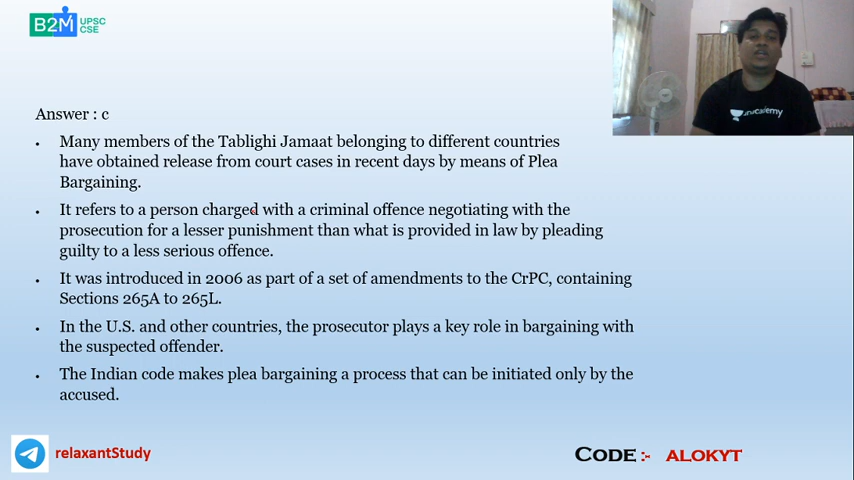 B2M UPSC
CSE
unacademy
Answer : c
• Many members of the Tablighi Jamaat belonging to different countries
have obtained release from court cases in recent days by means of Plea
Bargaining.
• It refers to a person charged with a criminal offence negotiating with the
prosecution for a lesser punishment than what is provided in law by pleading
guilty to a less serious offence.
• It was introduced in 2006 as part of a set of amendments to the CrPC, containing
Sections 265A to 265L.
• In the U.S. and other countries, the prosecutor plays a key role in bargaining with
the suspected offender.
• The Indian code makes plea bargaining a process that can be initiated only by the
accused.
relaxantStudy
CODE :- ALOKYT